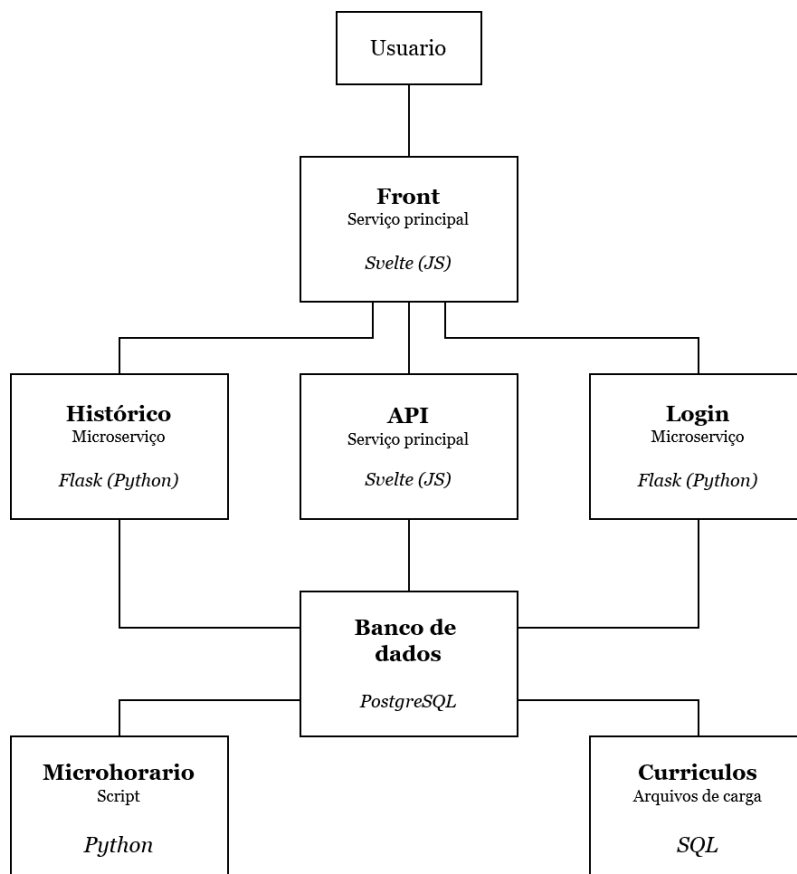 Usuario
Front
Serviço principal
Svelte (JS)
Histórico
Microserviço
Flask (Python)
API
Serviço principal
Svelte (JS)
Login
Microserviço
Flask (Python)
Banco de
dados
PostgreSQL
Microhorario
Script
Python
Curriculos
Arquivos de carga
SQL